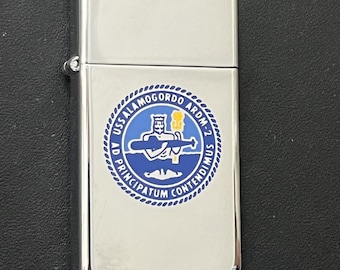 USS ALAMOGORDO ARDM-2
AD PRINCIPATUM CONTENDIMUS